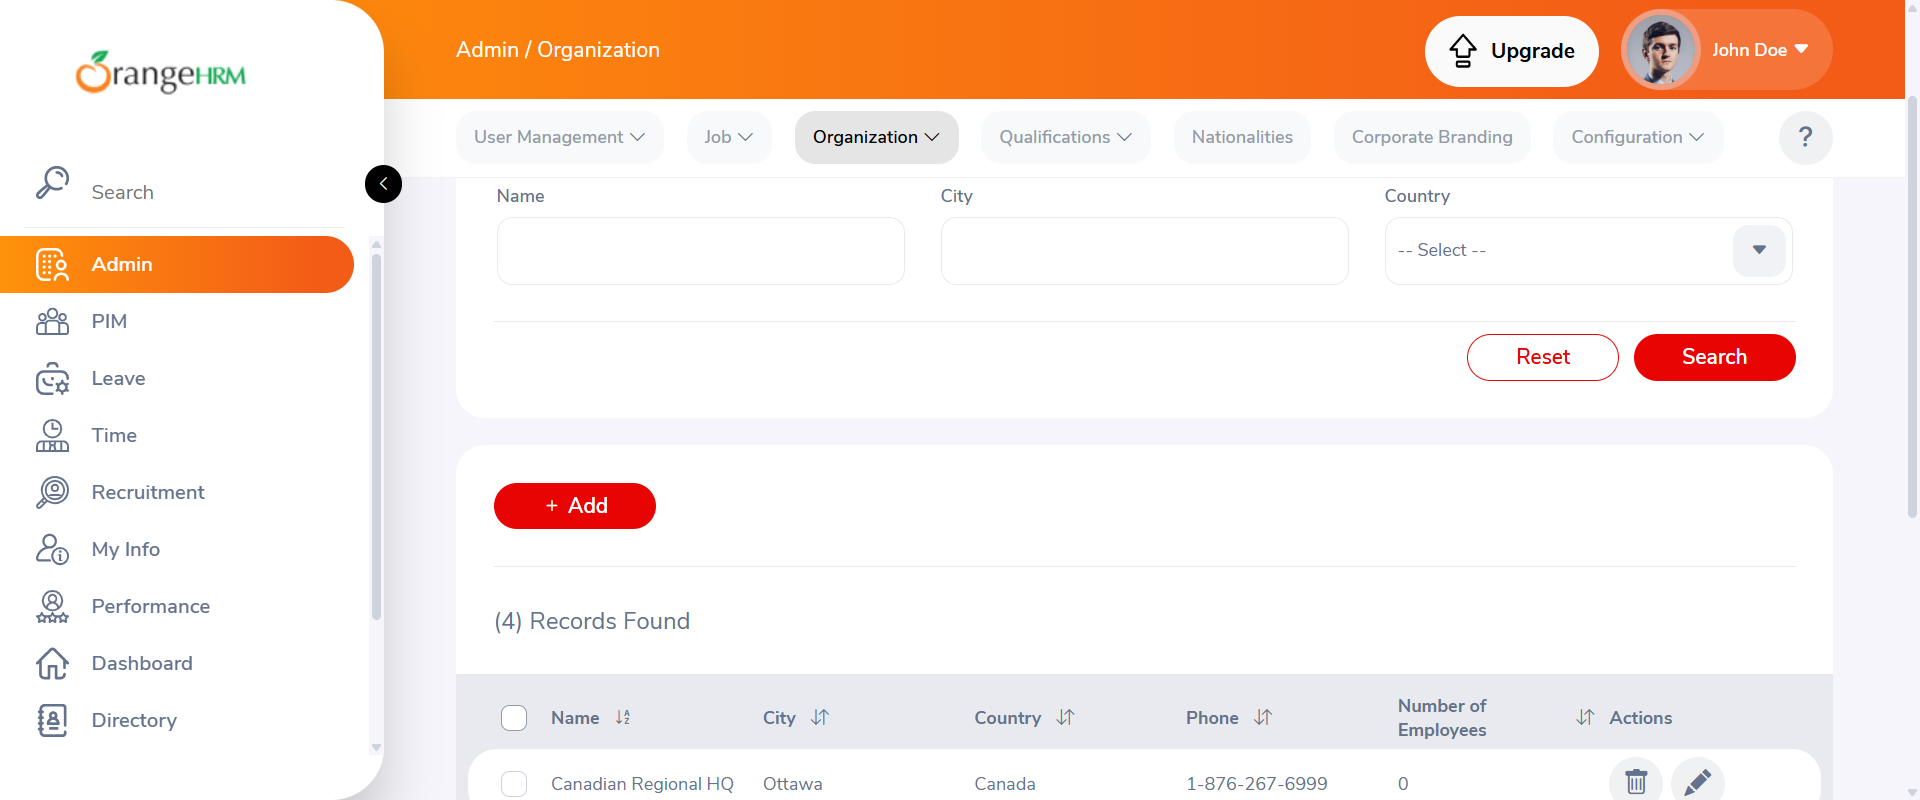 OrangeHRM
Admin / Organization
Upgrade
John Doe
User Management
Job
Organization
Qualifications
Nationalities
Corporate Branding
Configuration
?
Search
Admin
PIM
Leave
Time
Recruitment
My Info
Performance
Dashboard
Directory
Name
City
Country
-- Select --
Reset
Search
+ Add
(4) Records Found
Name
City
Country
Phone
Number of
Employees
Actions
Canadian Regional HQ
Ottawa
Canada
1-876-267-6999
0